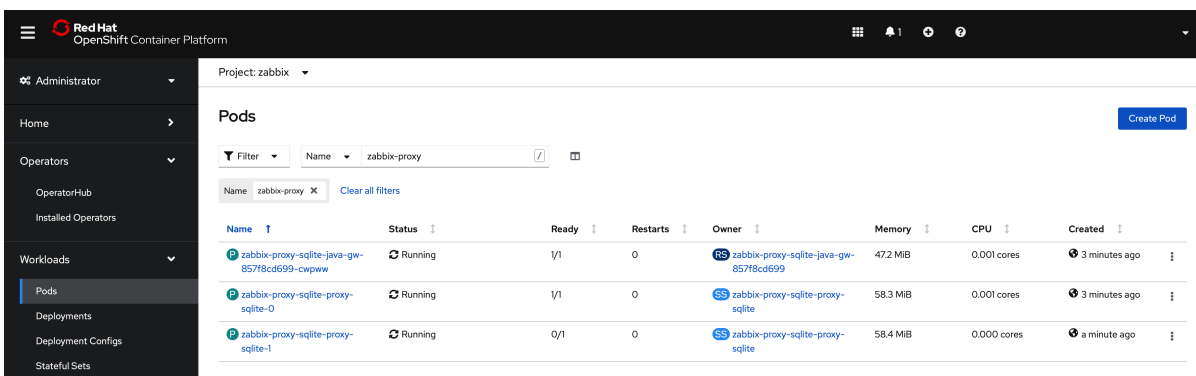 Red Hat
OpenShift Container Platform
1
Administrator
Project: zabbix
Home
Pods
Create Pod
Operators
Filter
Name
zabbix-proxy
/
OperatorHub
Name zabbix-proxy
Clear all filters
Installed Operators
Name Status Ready Restarts Owner Memory CPU Created
Workloads
P zabbix-proxy-sqlite-java-gw-
857f8cd699-cwpww
Running
1/1
0
RS zabbix-proxy-sqlite-java-gw-
857f8cd699
47.2 MiB
0.001 cores
3 minutes ago
Pods
P zabbix-proxy-sqlite-proxy-
sqlite-0
Running
1/1
0
SS zabbix-proxy-sqlite-proxy-
sqlite
58.3 MiB
0.001 cores
3 minutes ago
Deployments
Deployment Configs
P zabbix-proxy-sqlite-proxy-
sqlite-1
Running
0/1
0
SS zabbix-proxy-sqlite-proxy-
sqlite
58.4 MiB
0.000 cores
a minute ago
Stateful Sets